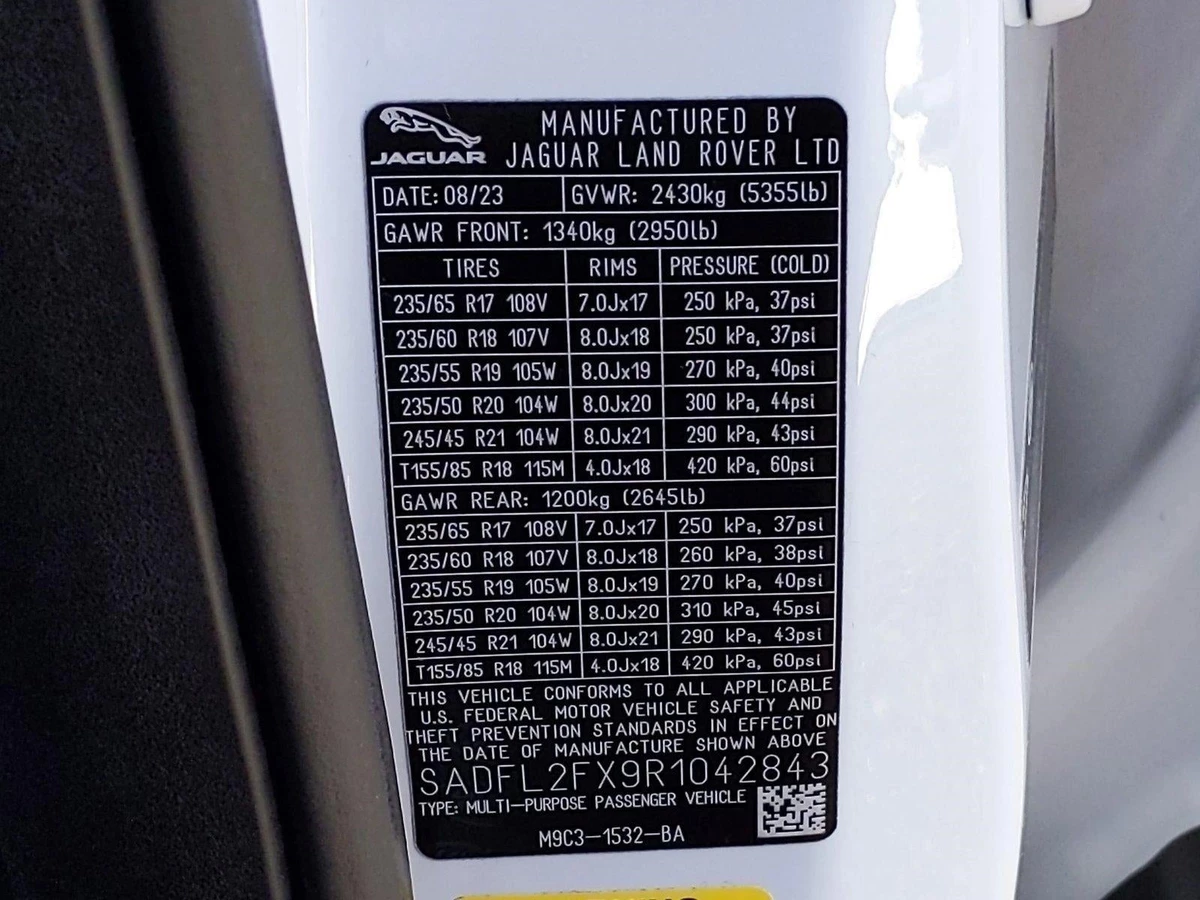 MANUFACTURED BY
JAGUAR JAGUAR LAND ROVER LTD
DATE: 08/23 GVWR: 2430kg (5355lb)
GAWR FRONT: 1340kg (2950lb)
TIRES RIMS PRESSURE (COLD)
235/65 R17 108V 7.0Jx17 250 kPa, 37psi
235/60 R18 107V 8.0Jx18 250 kPa, 37psi
235/55 R19 105W 8.0Jx19 270 kPa, 40psi
235/50 R20 104W 8.0Jx20 300 kPa, 44psi
245/45 R21 104W 8.0Jx21 290 kPa, 43psi
T155/85 R18 115M 4.0Jx18 420 kPa, 60psi
GAWR REAR: 1200kg (2645lb)
235/65 R17 108V 7.0Jx17 250 kPa, 37psi
235/60 R18 107V 8.0Jx18 260 kPa, 38psi
235/55 R19 105W 8.0Jx19 270 kPa, 40psi
235/50 R20 104W 8.0Jx20 310 kPa, 45psi
245/45 R21 104W 8.0Jx21 290 kPa, 43psi
T155/85 R18 115M 4.0Jx18 420 kPa, 60psi
THIS VEHICLE CONFORMS TO ALL APPLICABLE
U.S. FEDERAL MOTOR VEHICLE SAFETY AND
THEFT PREVENTION STANDARDS IN EFFECT ON
THE DATE OF MANUFACTURE SHOWN ABOVE
SADFL2FX9R1042843
TYPE: MULTI-PURPOSE PASSENGER VEHICLE
M9C3-1532-BA